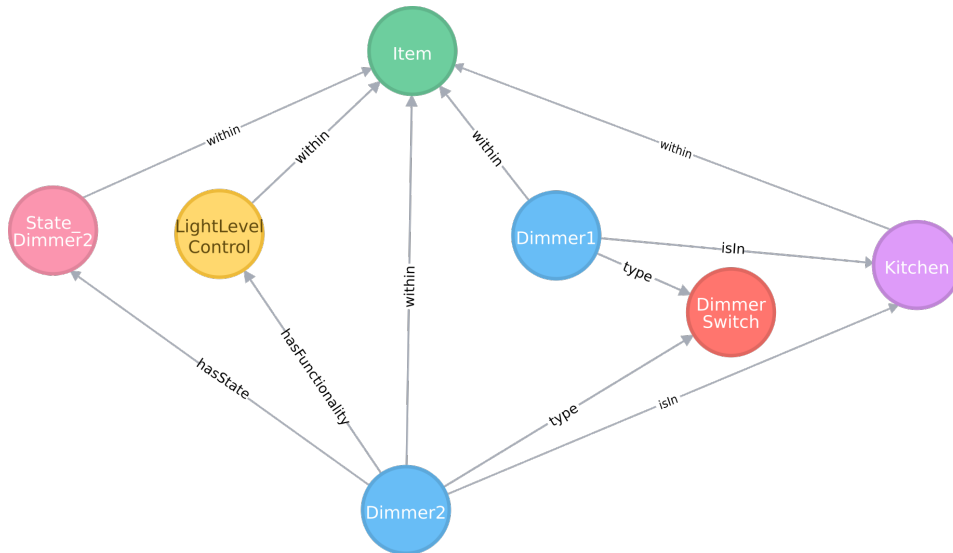 Item
within
within
within
within
within
State_
Dimmer2
LightLevel
Control
Dimmer1
isIn
Kitchen
type
Dimmer
Switch
within
hasState
hasFunctionality
type
isIn
Dimmer2